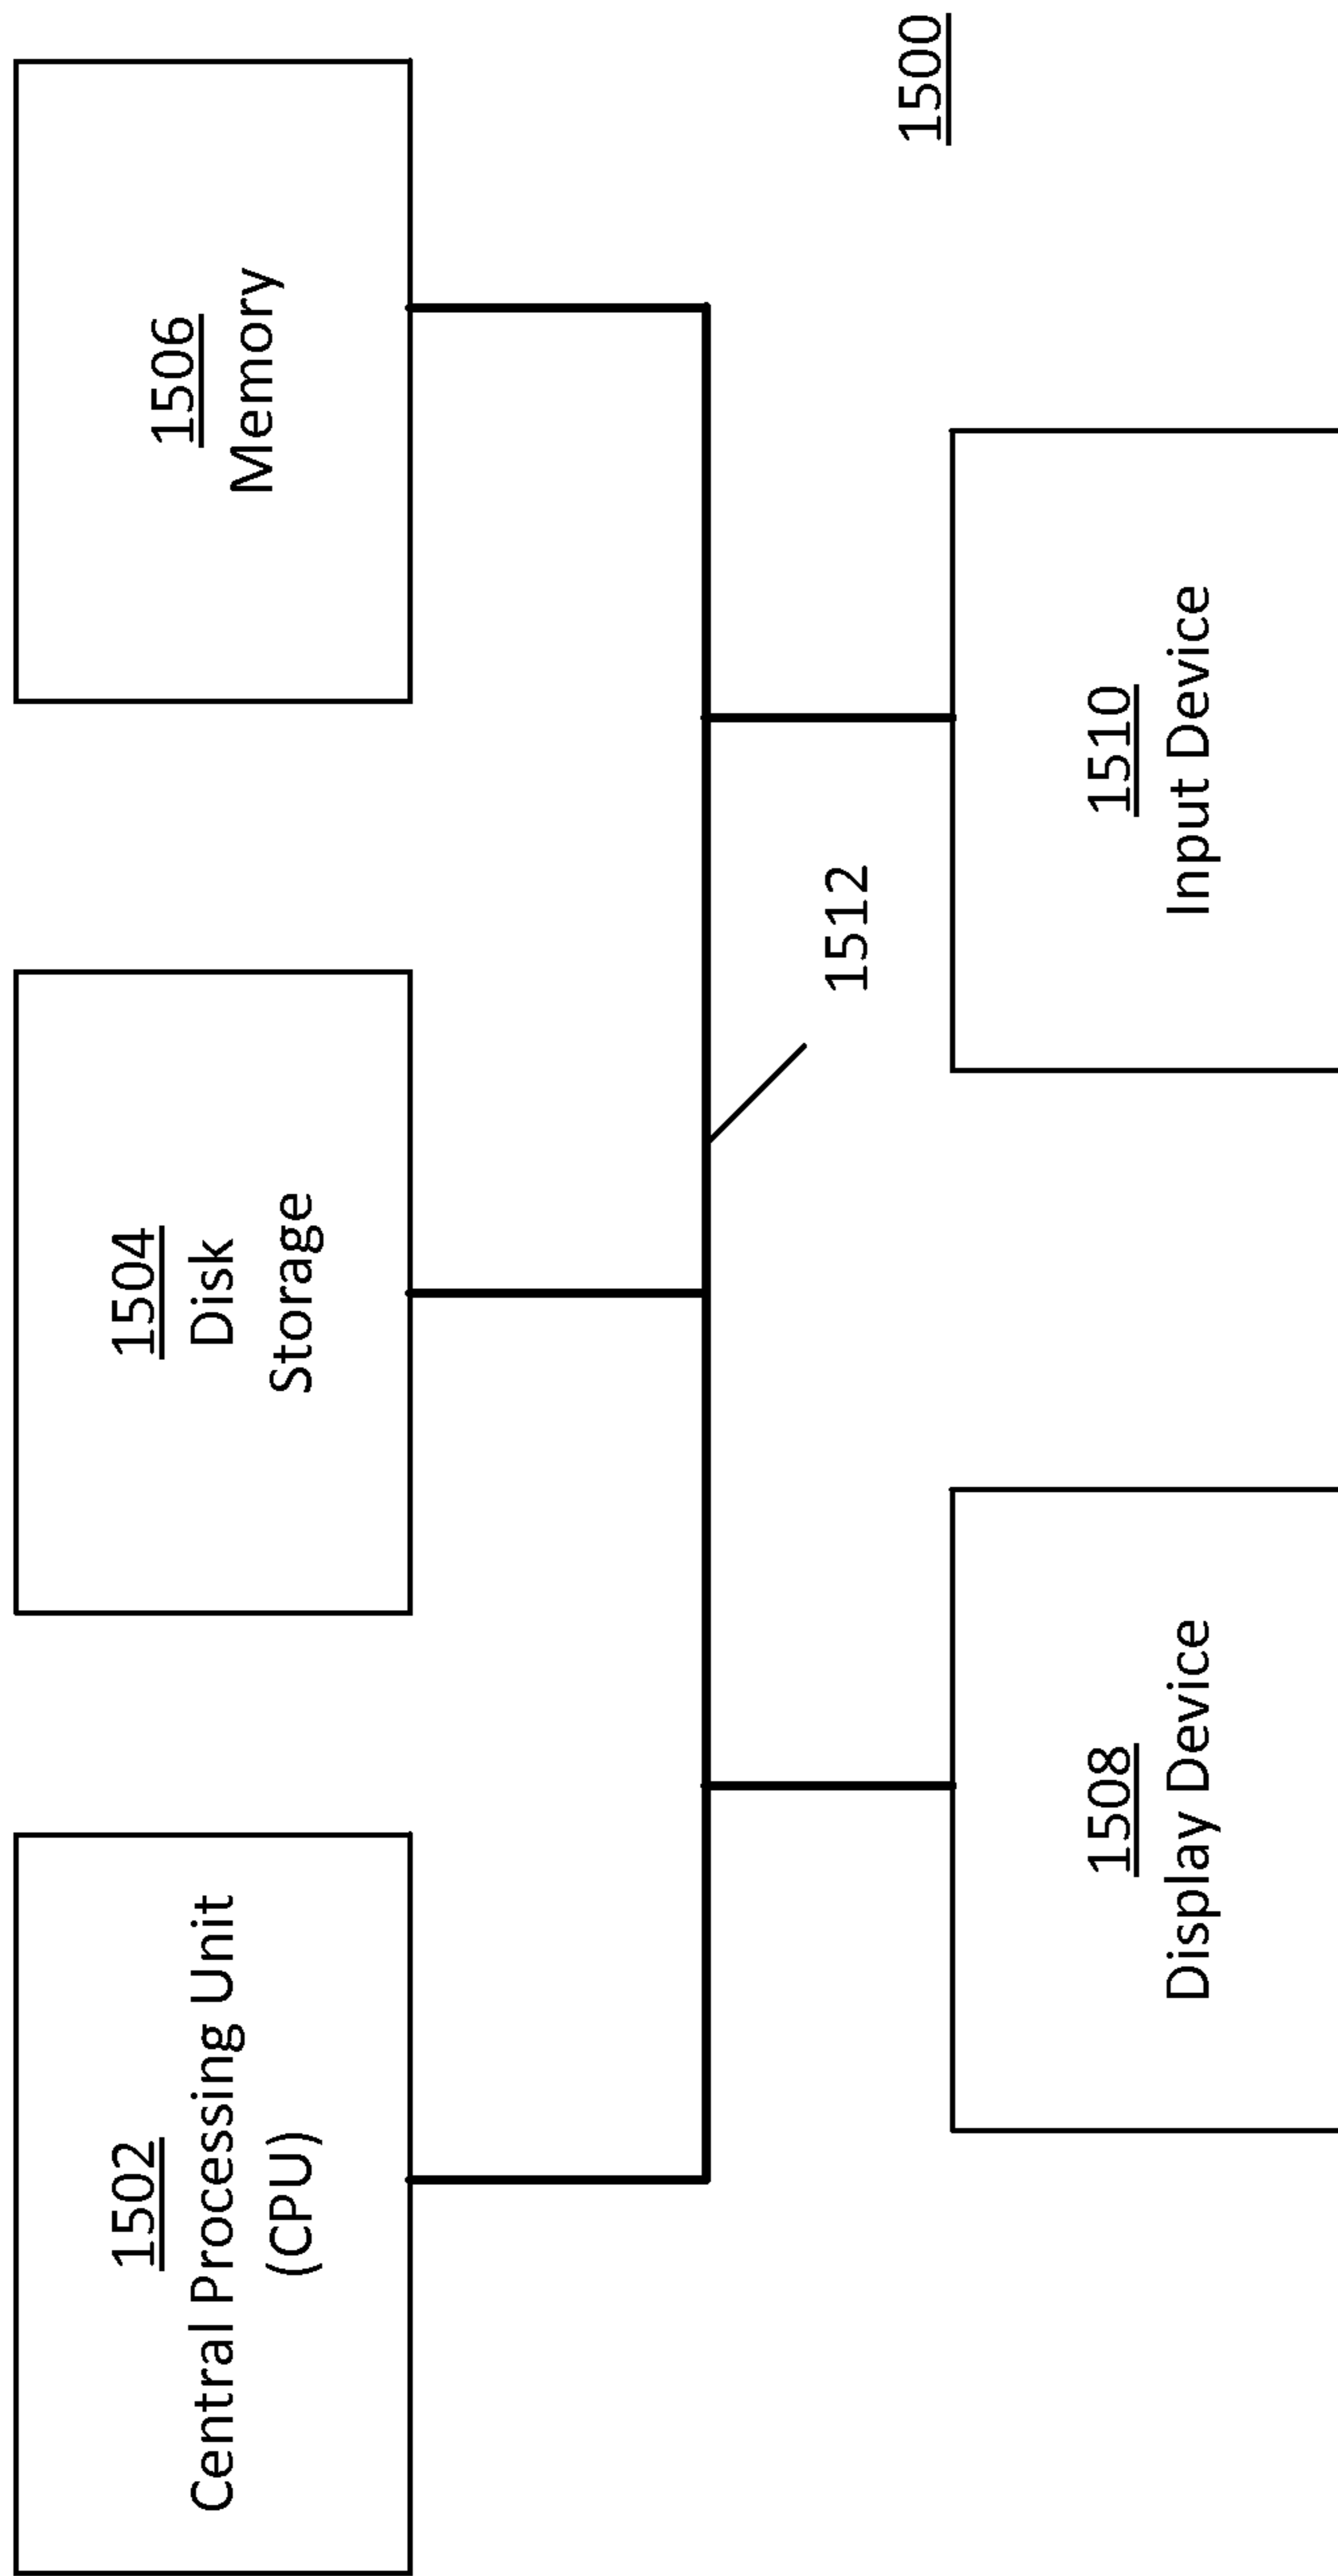 1502
Central Processing Unit
(CPU)
1504
Disk
Storage
1506
Memory
1512
1500
1508
Display Device
1510
Input Device